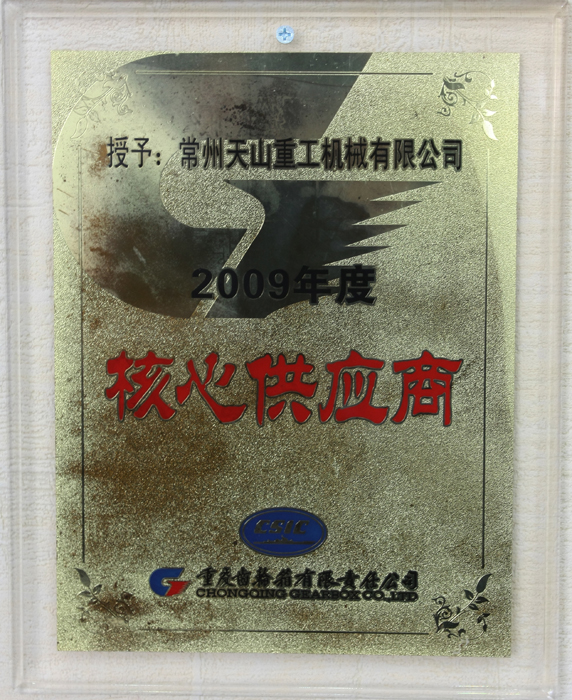 授予：常州天山重工机械有限公司
2009年度
核心供应商
CSIC
重庆齿轮箱有限责任公司
CHONGQING GEARBOX CO.,LTD